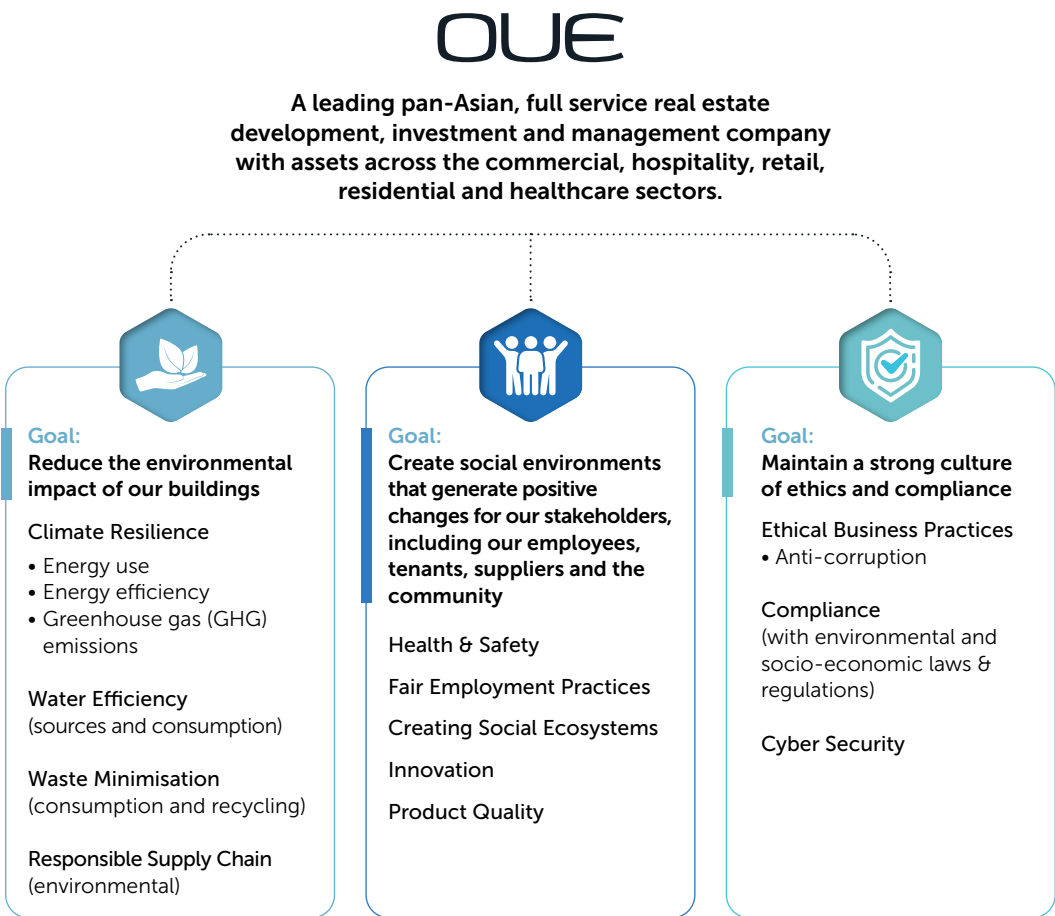 OUE
A leading pan-Asian, full service real estate
development, investment and management company
with assets across the commercial, hospitality, retail,
residential and healthcare sectors.
Goal:
Reduce the environmental
impact of our buildings
Climate Resilience
• Energy use
• Energy efficiency
• Greenhouse gas (GHG)
emissions
Water Efficiency
(sources and consumption)
Waste Minimisation
(consumption and recycling)
Responsible Supply Chain
(environmental)
Goal:
Create social environments
that generate positive
changes for our stakeholders,
including our employees,
tenants, suppliers and the
community
Health & Safety
Fair Employment Practices
Creating Social Ecosystems
Innovation
Product Quality
Goal:
Maintain a strong culture
of ethics and compliance
Ethical Business Practices
• Anti-corruption
Compliance
(with environmental and
socio-economic laws &
regulations)
Cyber Security